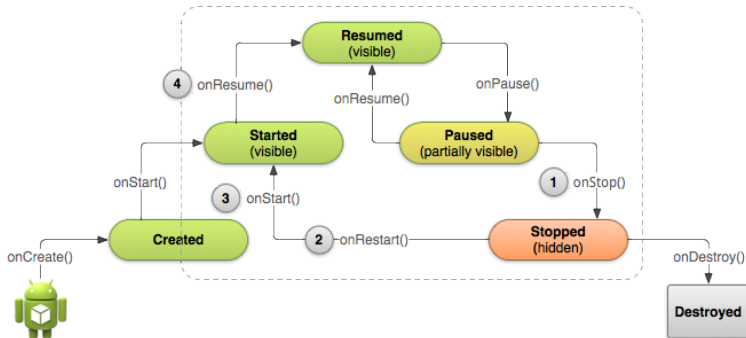 Resumed
(visible)
4
onResume()
onResume()
onPause()
Started
(visible)
Paused
(partially visible)
onStart()
3
onStart()
1
onStop()
Created
2
onRestart()
Stopped
(hidden)
onCreate()
onDestroy()
Destroyed